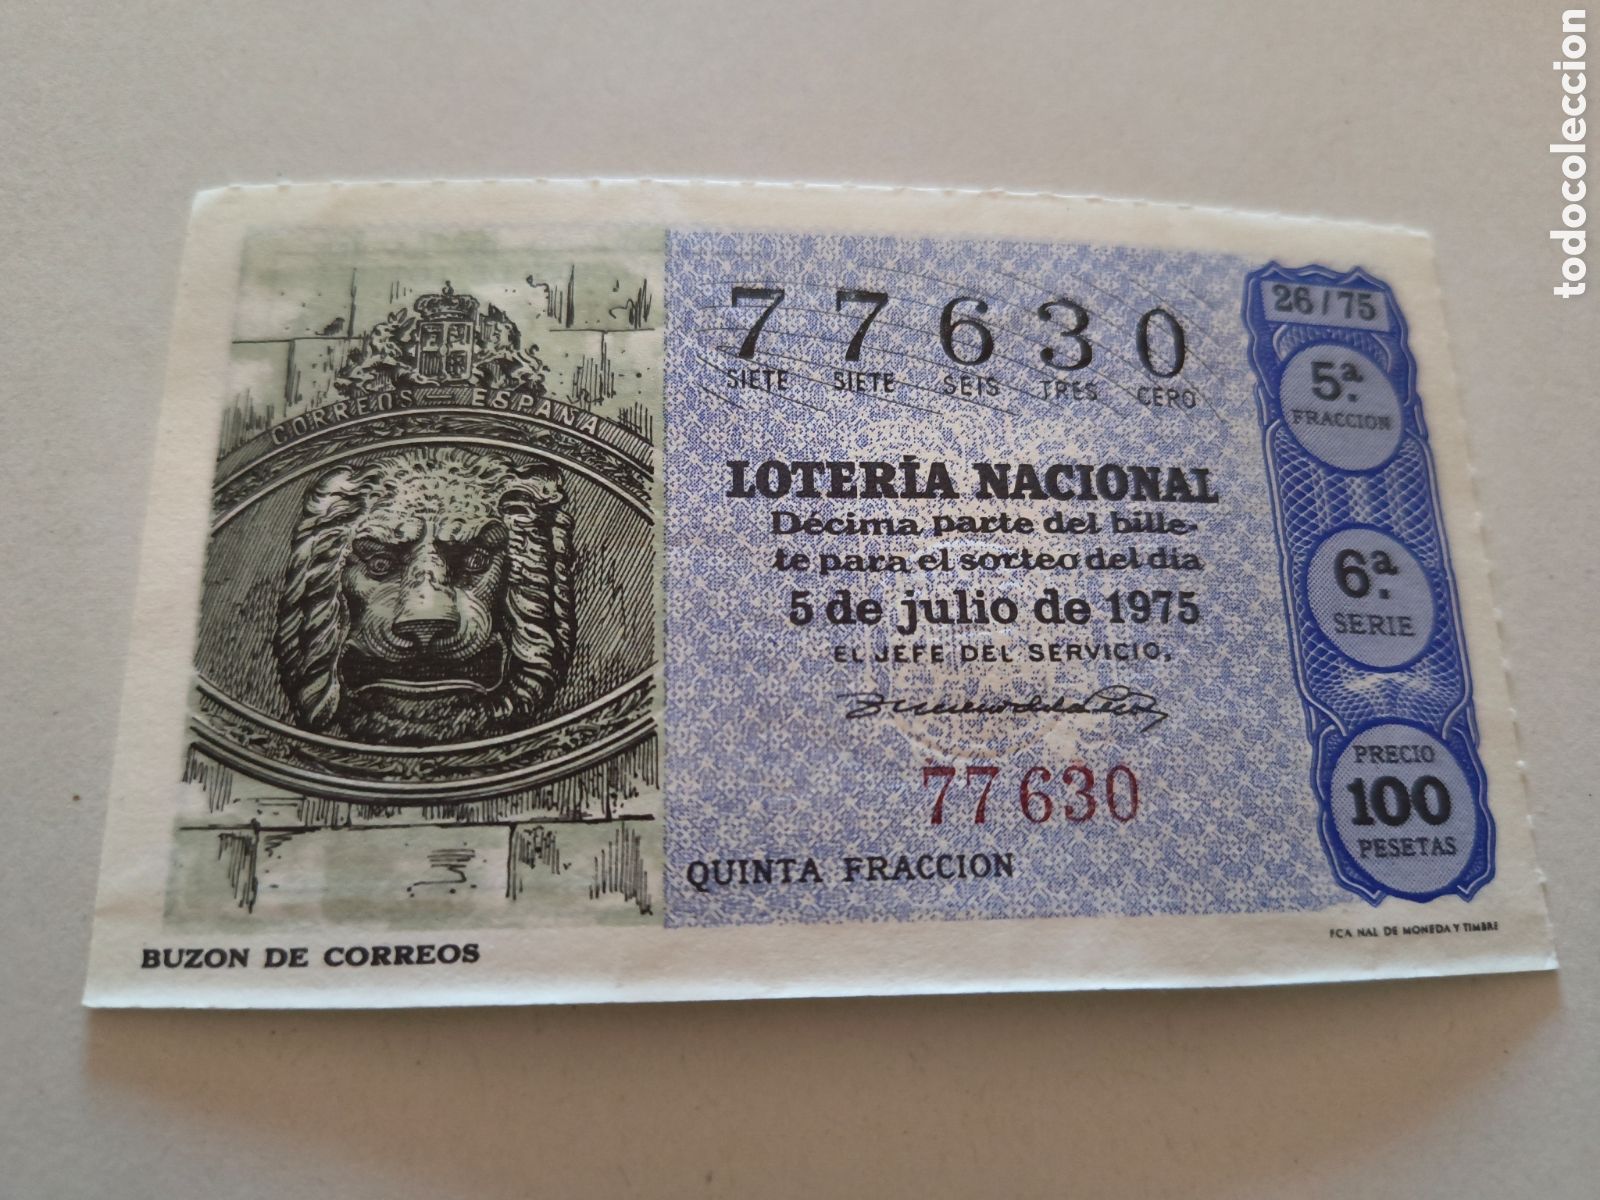 todocoleccion
CORREOS ESPAÑA
77630
SIETE SIETE SEIS TRES CERO
LOTERÍA NACIONAL
Décima parte del bille-
te para el sorteo del día
5 de julio de 1975
EL JEFE DEL SERVICIO,
77630
QUINTA FRACCION
26/75
5ª
FRACCION
6ª
SERIE
PRECIO
100
PESETAS
FCA NAL DE MONEDA Y TIMBRE
BUZON DE CORREOS